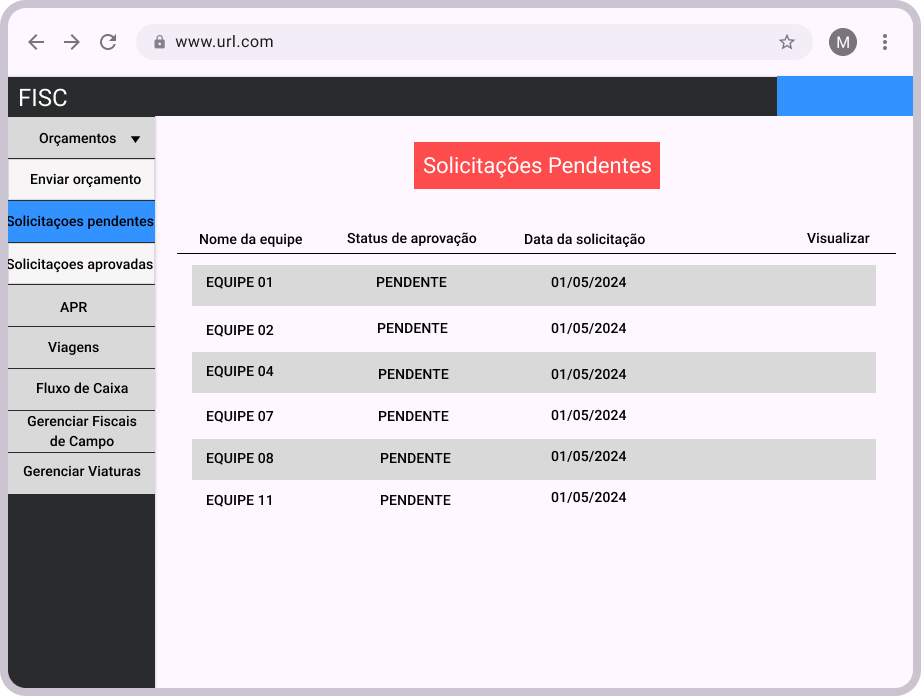 www.url.com
M
FISC
Orçamentos
Enviar orçamento
Solicitaçoes pendentes
Solicitaçoes aprovadas
APR
Viagens
Fluxo de Caixa
Gerenciar Fiscais
de Campo
Gerenciar Viaturas
Solicitações Pendentes
Nome da equipe Status de aprovação Data da solicitação Visualizar
EQUIPE 01 PENDENTE 01/05/2024
EQUIPE 02 PENDENTE 01/05/2024
EQUIPE 04 PENDENTE 01/05/2024
EQUIPE 07 PENDENTE 01/05/2024
EQUIPE 08 PENDENTE 01/05/2024
EQUIPE 11 PENDENTE 01/05/2024